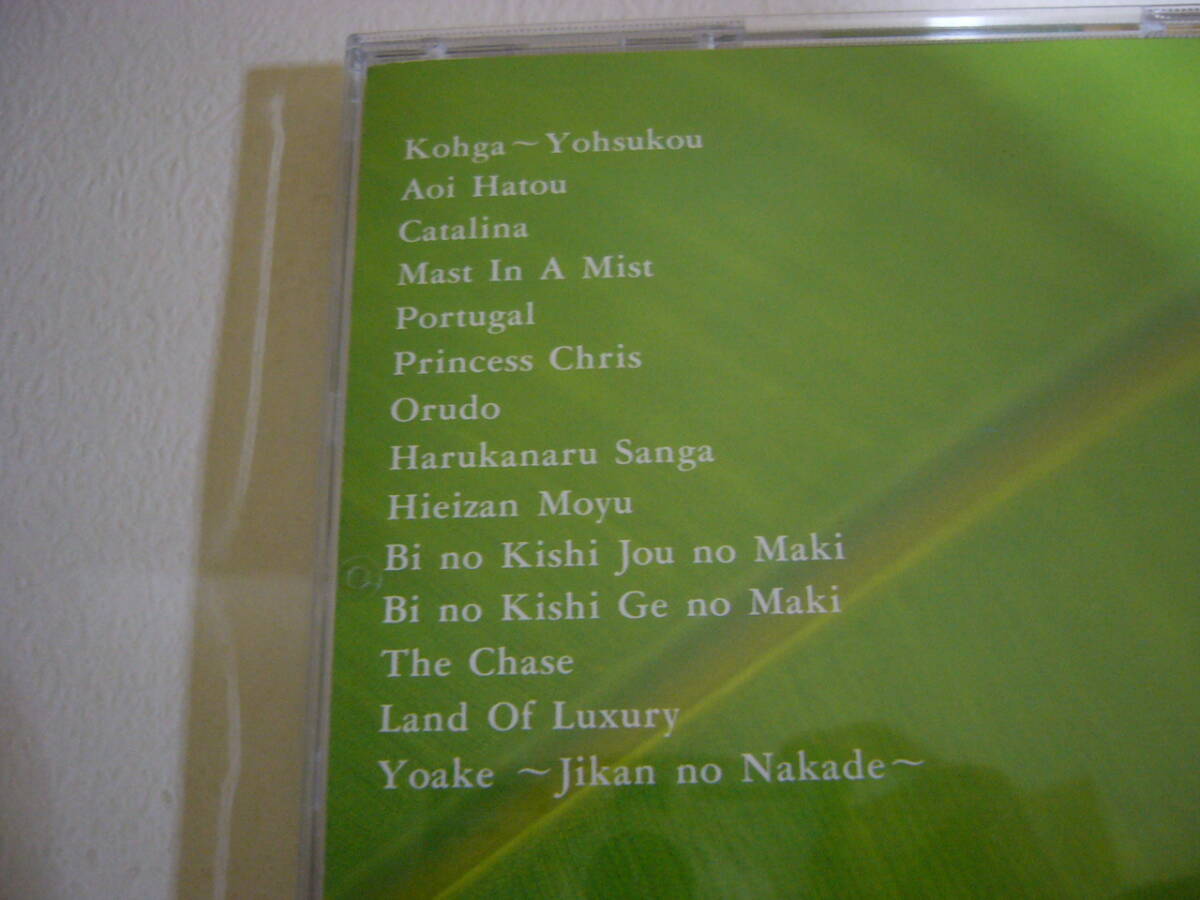 Kohga～Yohsukou
Aoi Hatou
Catalina
Mast In A Mist
Portugal
Princess Chris
Orudo
Harukanaru Sanga
Hieizan Moyu
Bi no Kishi Jou no Maki
Bi no Kishi Ge no Maki
The Chase
Land Of Luxury
Yoake ～Jikan no Nakade～